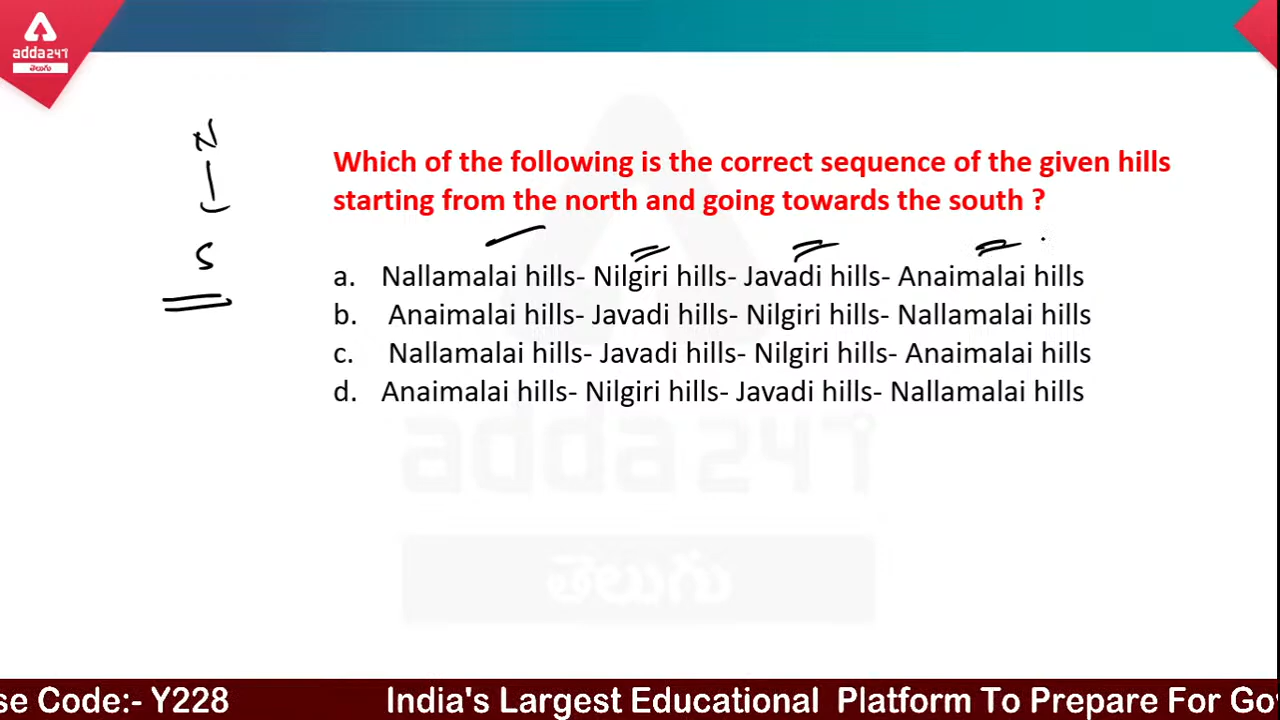 adda247
తెలుగు
N
S
Which of the following is the correct sequence of the given hills
starting from the north and going towards the south ?
a. Nallamalai hills- Nilgiri hills- Javadi hills- Anaimalai hills
b. Anaimalai hills- Javadi hills- Nilgiri hills- Nallamalai hills
c. Nallamalai hills- Javadi hills- Nilgiri hills- Anaimalai hills
d. Anaimalai hills- Nilgiri hills- Javadi hills- Nallamalai hills
adda247
తెలుగు
se Code:- Y228 India's Largest Educational Platform To Prepare For Go